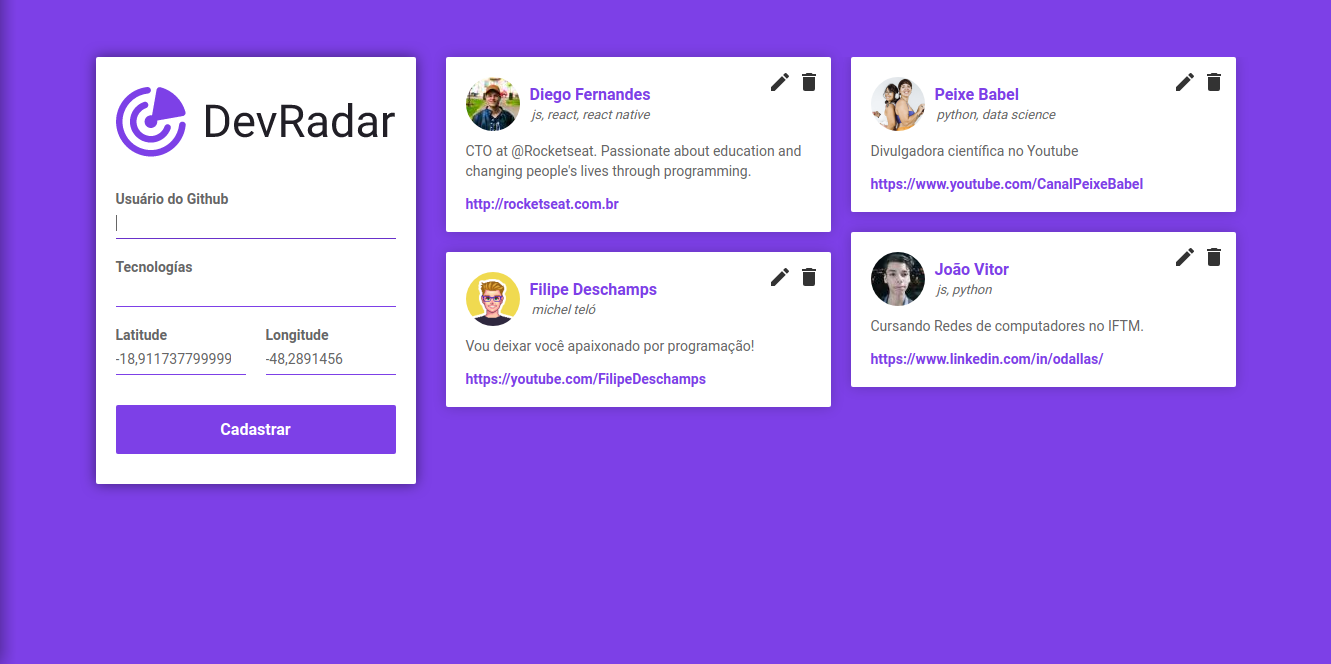 DevRadar
Usuário do Github
Tecnologías
Latitude
Longitude
-18,911737799999
-48,2891456
Cadastrar
Diego Fernandes
js, react, react native
CTO at @Rocketseat. Passionate about education and
changing people's lives through programming.
http://rocketseat.com.br
Filipe Deschamps
michel teló
Vou deixar você apaixonado por programação!
https://youtube.com/FilipeDeschamps
Peixe Babel
python, data science
Divulgadora científica no Youtube
https://www.youtube.com/CanalPeixeBabel
João Vitor
js, python
Cursando Redes de computadores no IFTM.
https://www.linkedin.com/in/odallas/